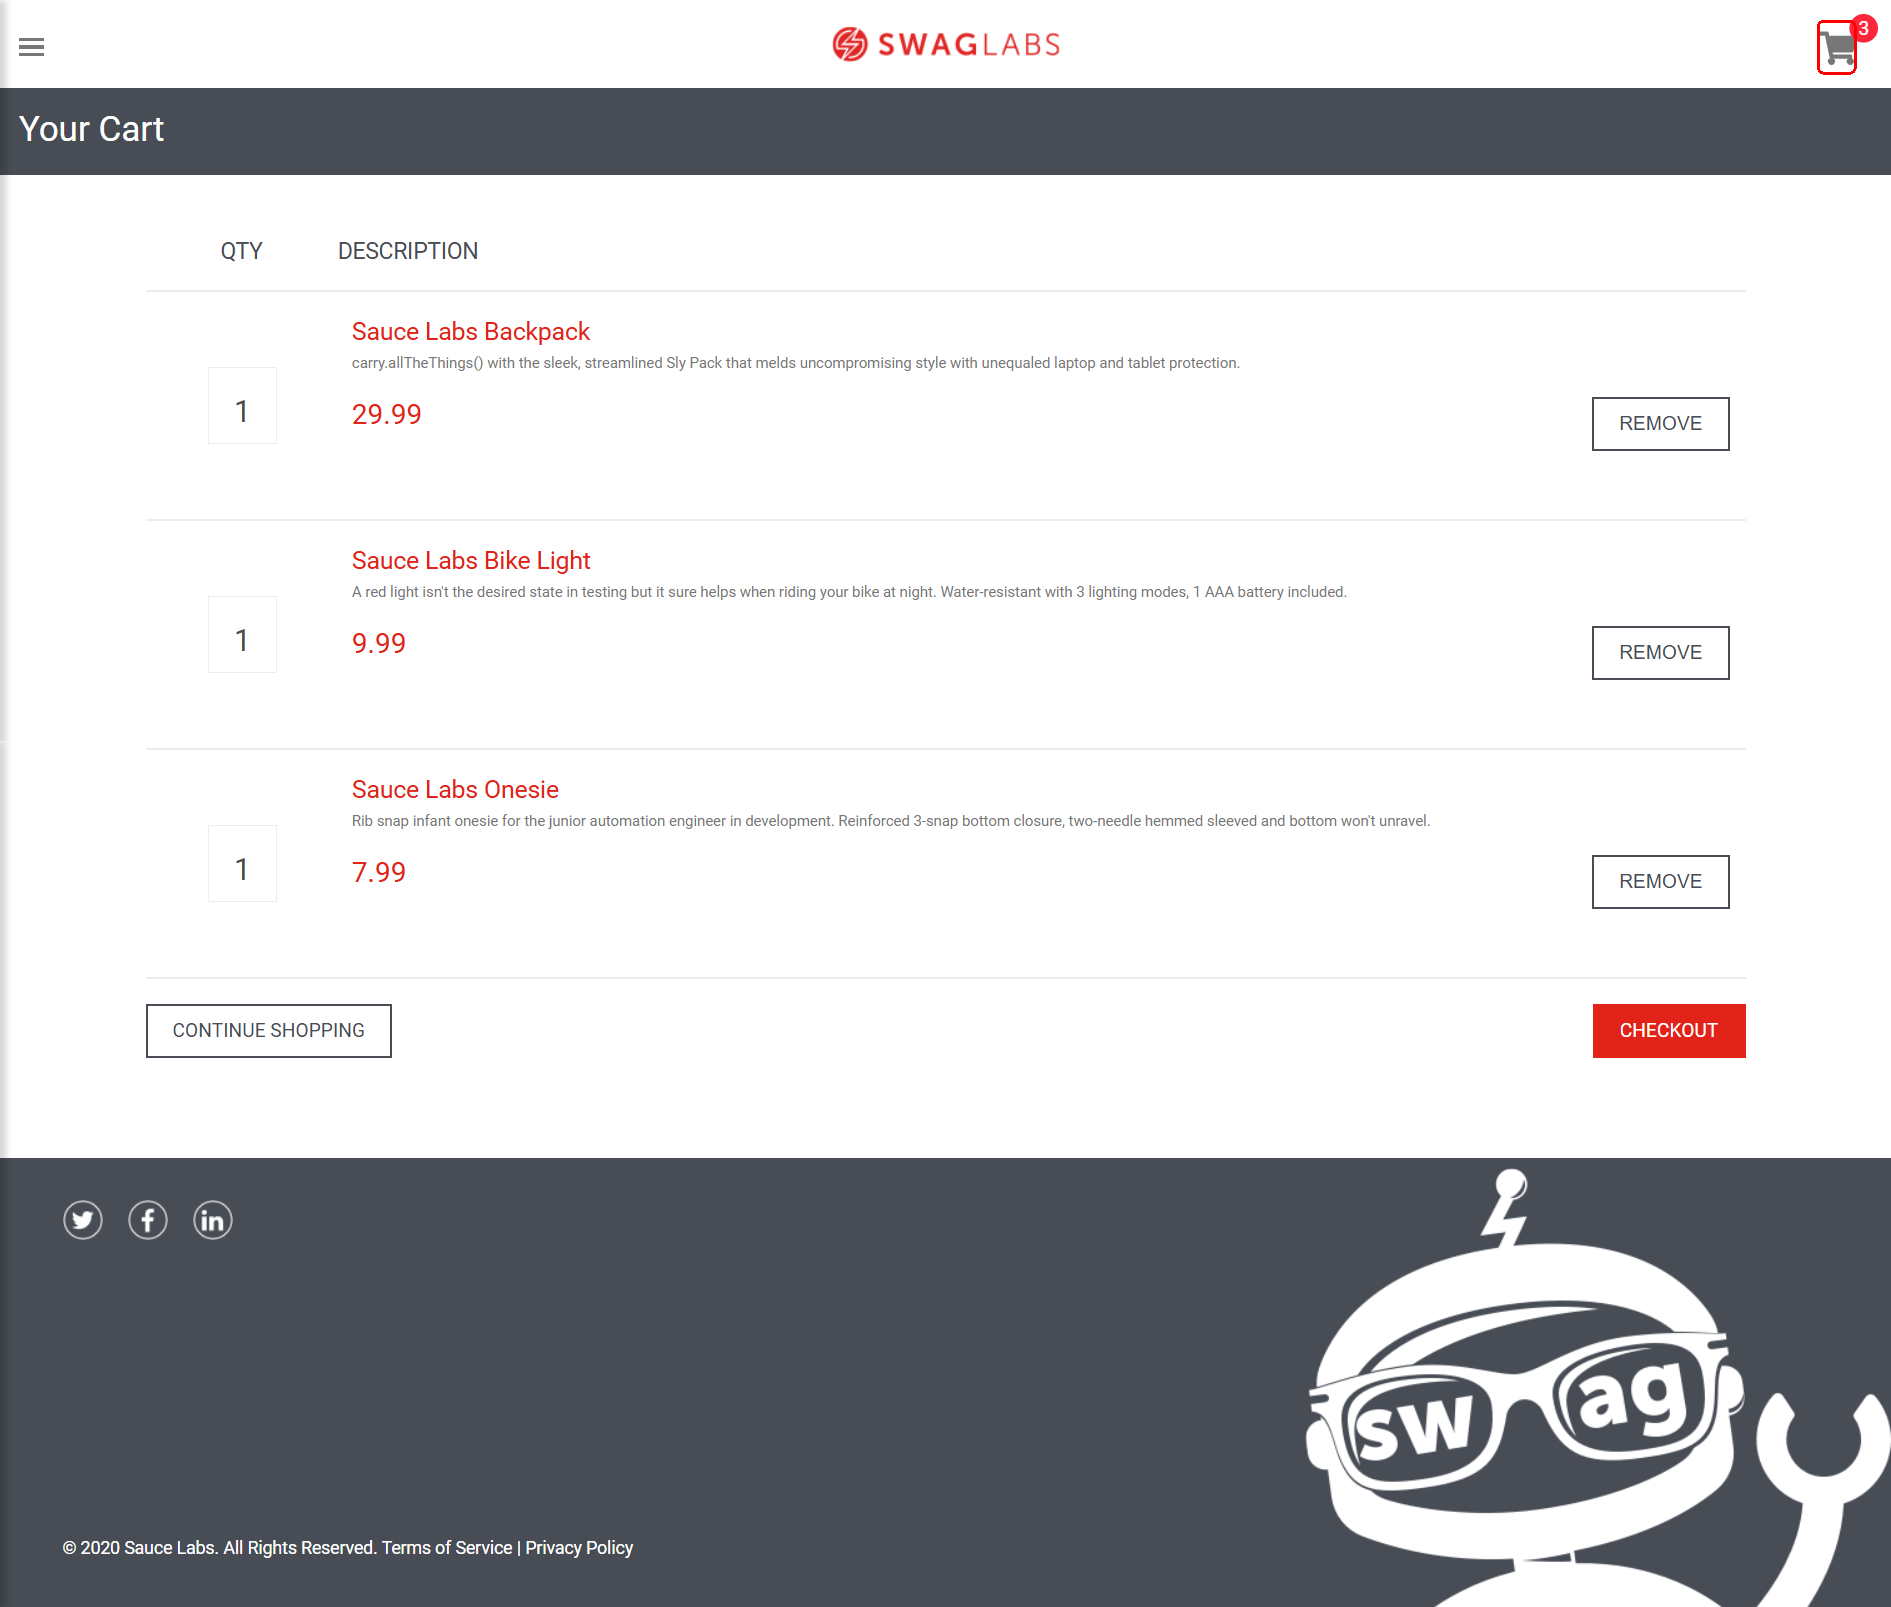 SWAGLABS
3
Your Cart
QTY DESCRIPTION
Sauce Labs Backpack
carry.allTheThings() with the sleek, streamlined Sly Pack that melds uncompromising style with unequaled laptop and tablet protection.
1
29.99
REMOVE
Sauce Labs Bike Light
A red light isn't the desired state in testing but it sure helps when riding your bike at night. Water-resistant with 3 lighting modes, 1 AAA battery included.
1
9.99
REMOVE
Sauce Labs Onesie
Rib snap infant onesie for the junior automation engineer in development. Reinforced 3-snap bottom closure, two-needle hemmed sleeved and bottom won't unravel.
1
7.99
REMOVE
CONTINUE SHOPPING CHECKOUT
swag
© 2020 Sauce Labs. All Rights Reserved. Terms of Service | Privacy Policy